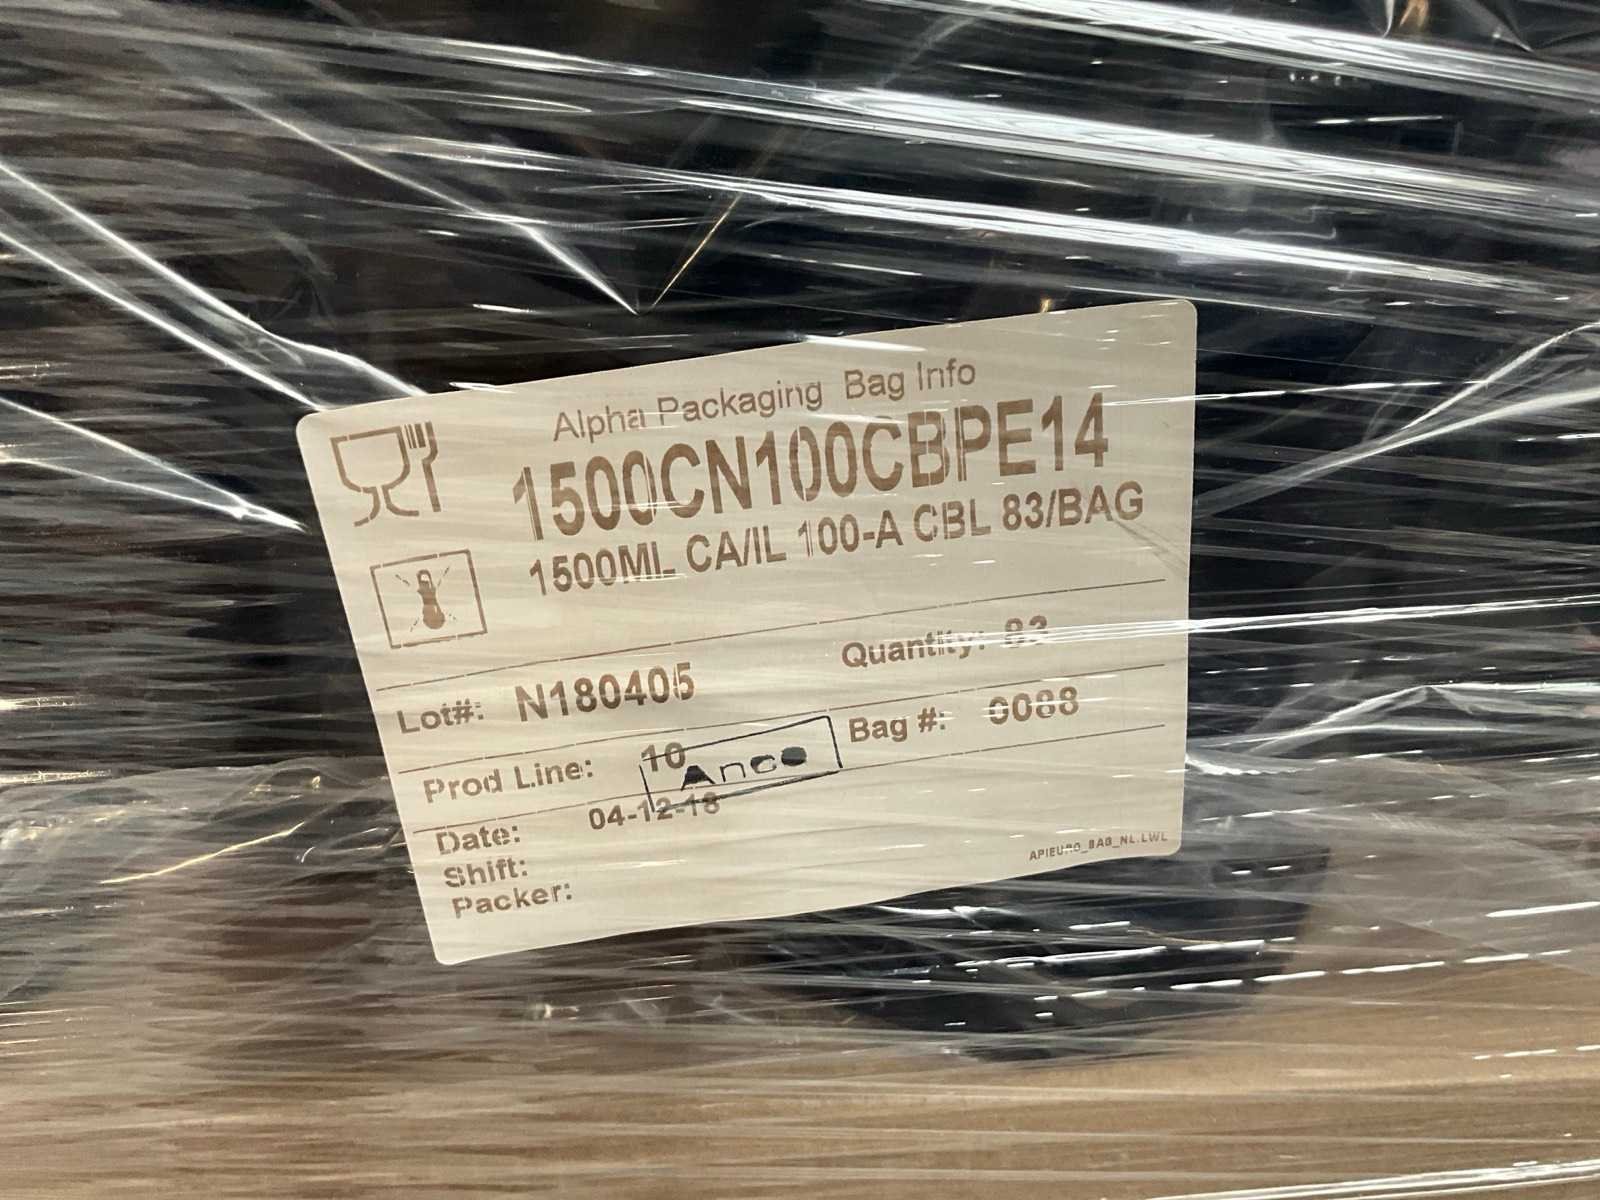 Alpha Packaging Bag Info
1500CN100CBPE14
1500ML CA/IL 100-A CBL 83/BAG
Lot#: N180405
Quantity: 83
Prod Line: 10
Bag #: 0088
Anco
Date: 04-12-18
Shift:
Packer:
APIEURO_BAG_NL.LWL